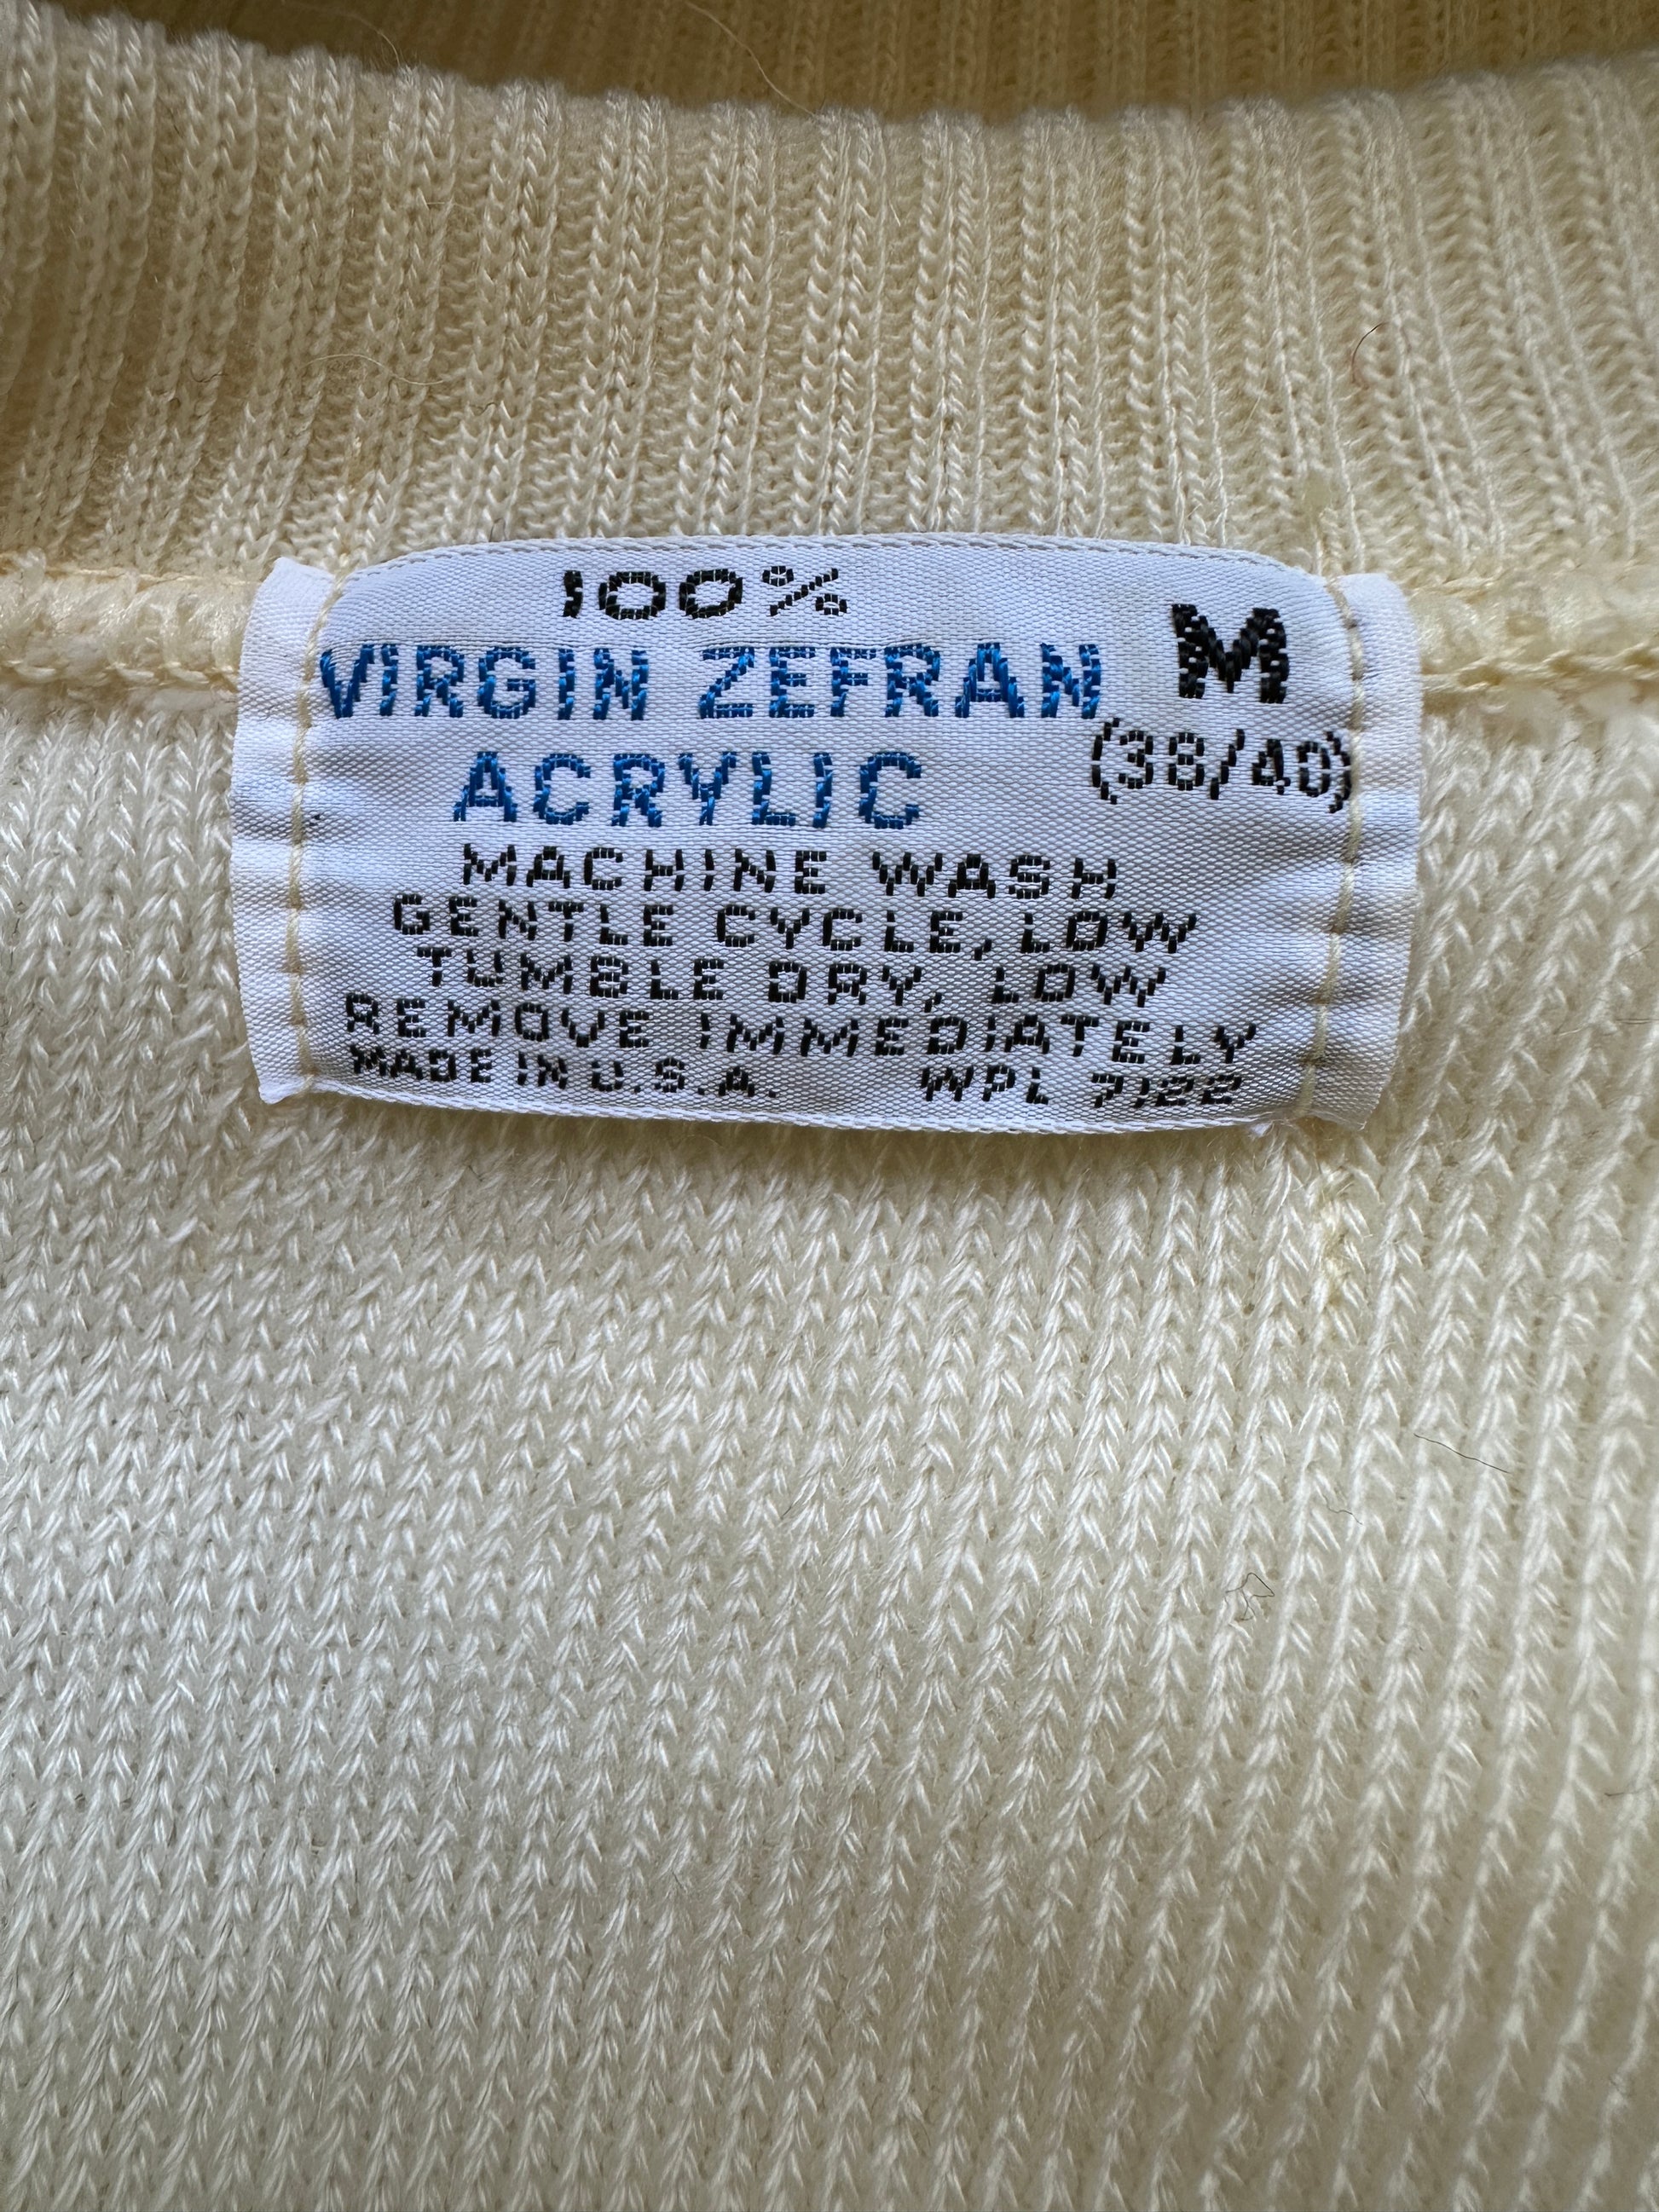 100%
VIRGIN ZEFRAN M
ACRYLIC (38/40)
MACHINE WASH
GENTLE CYCLE, LOW
TUMBLE DRY, LOW
REMOVE IMMEDIATELY
MADE IN U.S.A. WPL 7122